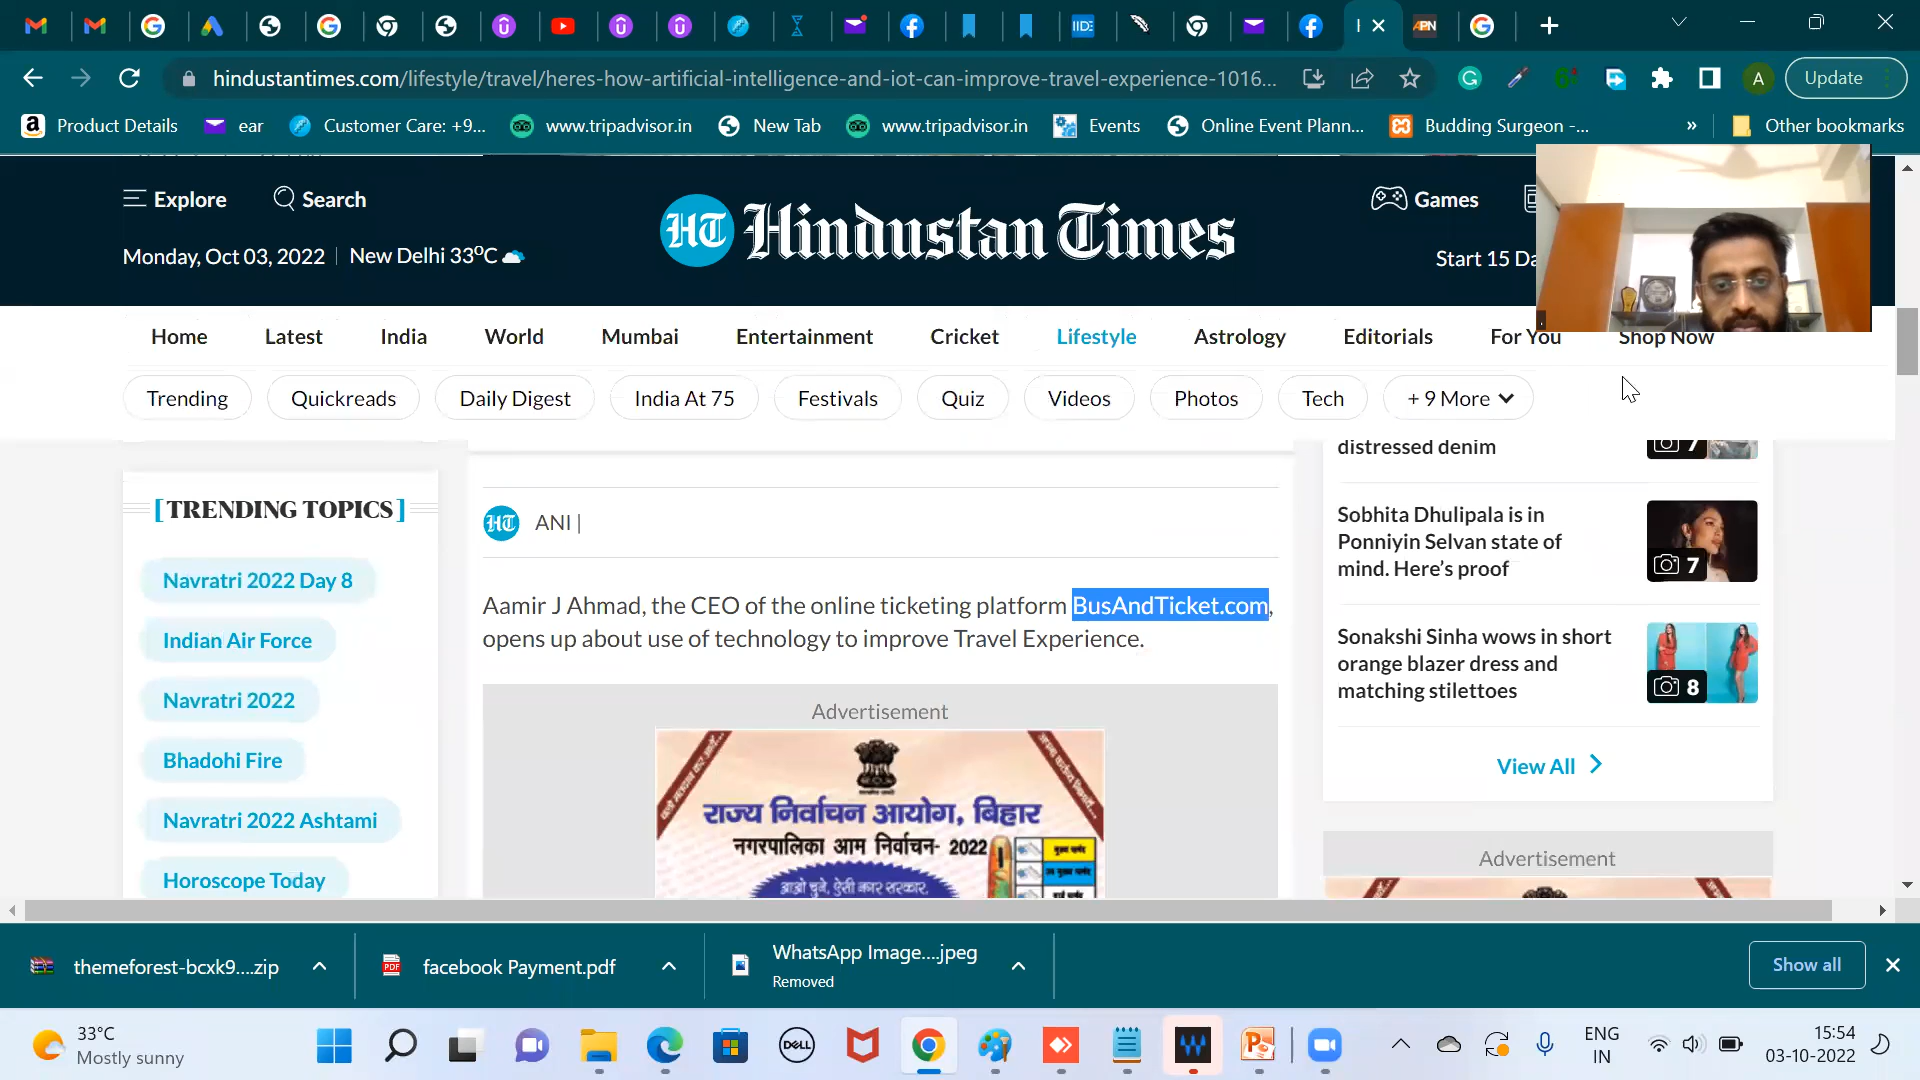 hindustantimes.com/lifestyle/travel/heres-how-artificial-intelligence-and-iot-can-improve-travel-experience-1016...
A
Update
Product Details
ear
Customer Care: +9...
www.tripadvisor.in
New Tab
www.tripadvisor.in
Events
Online Event Plann...
Budding Surgeon -...
»
Other bookmarks
Explore
Search
HT Hindustan Times
Games
Monday, Oct 03, 2022
New Delhi 33°C
Start 15 Da
Home
Latest
India
World
Mumbai
Entertainment
Cricket
Lifestyle
Astrology
Editorials
For You
Shop Now
Trending
Quickreads
Daily Digest
India At 75
Festivals
Quiz
Videos
Photos
Tech
+ 9 More
[TRENDING TOPICS]
Navratri 2022 Day 8
Indian Air Force
Navratri 2022
Bhadohi Fire
Navratri 2022 Ashtami
Horoscope Today
HT ANI |
Aamir J Ahmad, the CEO of the online ticketing platform BusAndTicket.com,
opens up about use of technology to improve Travel Experience.
Advertisement
राज्य निर्वाचन आयोग, बिहार
नगरपालिका आम निर्वाचन- 2022
आओ चुने, ऐसी नगर सरकार,
distressed denim
7
Sobhita Dhulipala is in
Ponniyin Selvan state of
mind. Here's proof
7
Sonakshi Sinha wows in short
orange blazer dress and
matching stilettoes
8
View All
Advertisement
themeforest-bcxk9....zip
facebook Payment.pdf
WhatsApp Image....jpeg
Removed
Show all
33°C
Mostly sunny
DELL
ENG
IN
15:54
03-10-2022